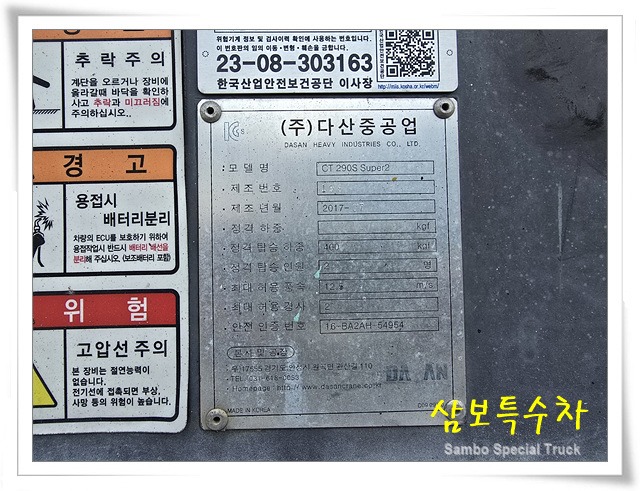 경 고
추락주의
계단을 오르거나 장비에
올라갈때 바닥을 확인하
시고 추락과 미끄러짐에
주의하십시오..
경 고
용접시
배터리분리
차량의 ECU를 보호하기 위하여
용접작업시 반드시 배터리 배선을
분리해 주십시오. (보조배터리 포함)
위 험
고압선주의
본 장비는 절연능력이
없습니다.
전기선에 접촉되면 부상,
사망 등의 위험이 높습니다.
위험기계 정보 및 검사이력 확인에 사용하는 번호입니다.
이 번호판의 임의 이동·변형·훼손을 금합니다.
23-08-303163
한국산업안전보건공단 이사장
(주)다산중공업
DASAN HEAVY INDUSTRIES CO., LTD.
모델명 CT 290S Super2
제조번호
제조년월 2017-
정격하중 kgf
정격탑승하중 400 kgf
정격탑승인원 명
최대허용풍속 m/s
최대허용경사 2
안전인증번호 16-BA2AH-54954
본사 및 공장
Homepage : http://www.dasancrane.co.kr
MADE IN KOREA
삼보특수차
Sambo Special Truck